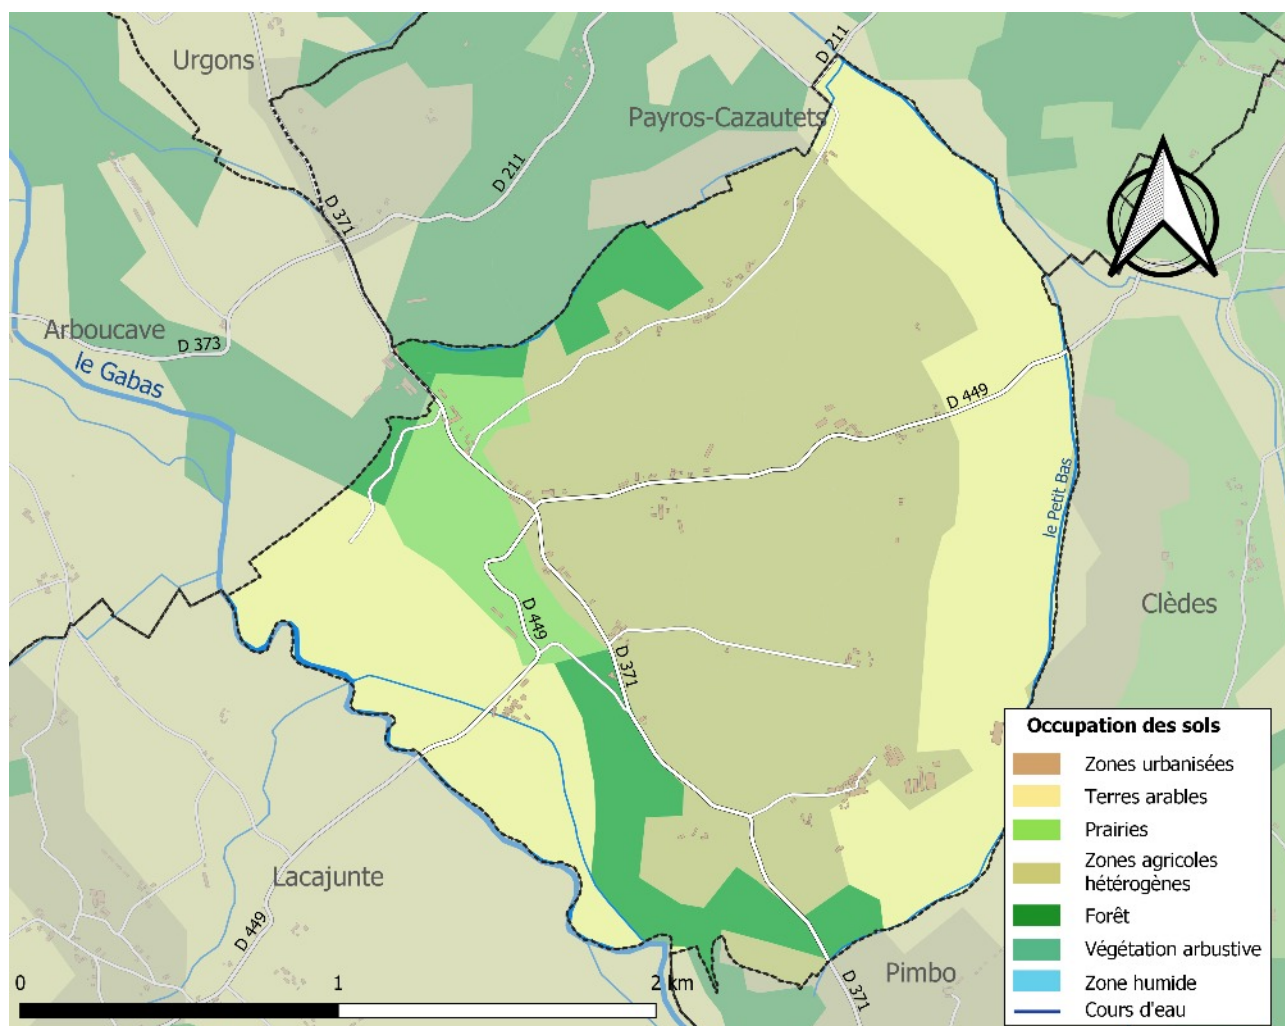 Urgons
D 211
Payros-Cazautets
D 211
D 371
Arboucave
D 373
le Gabas
D 449
le Petit Bas
Clèdes
D 449
D 371
Lacajunte
D 449
Pimbo
D 371
0
1
2 km
Occupation des sols
Zones urbanisées
Terres arables
Prairies
Zones agricoles
hétérogènes
Forêt
Végétation arbustive
Zone humide
Cours d'eau